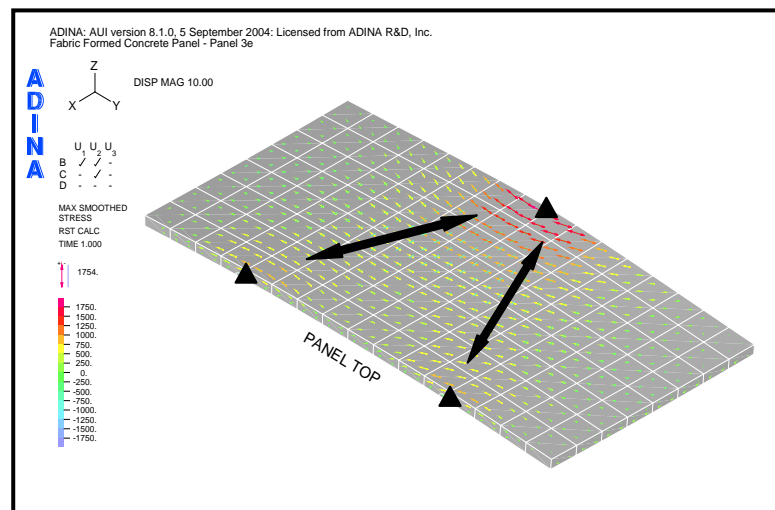 ADINA: AUI version 8.1.0, 5 September 2004: Licensed from ADINA R&D, Inc.
Fabric Formed Concrete Panel - Panel 3e
ADINA
Z
X Y
DISP MAG 10.00
U1 U2 U3
B ✓ ✓ -
C - ✓ -
D - - -
MAX SMOOTHED
STRESS
RST CALC
TIME 1.000
+ -
1754.
1750.
1500.
1250.
1000.
750.
500.
250.
0.
-250.
-500.
-750.
-1000.
-1250.
-1500.
-1750.
PANEL TOP